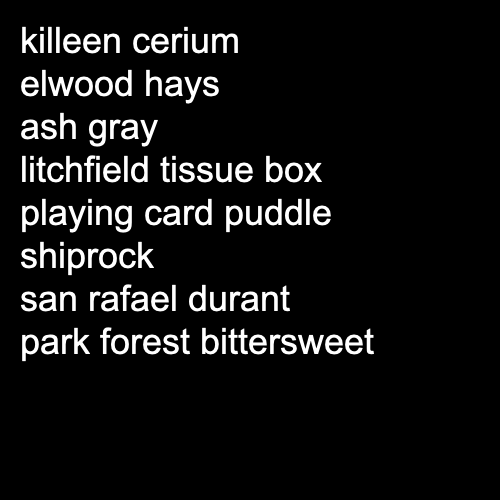 killeen cerium
elwood hays
ash gray
litchfield tissue box
playing card puddle
shiprock
san rafael durant
park forest bittersweet